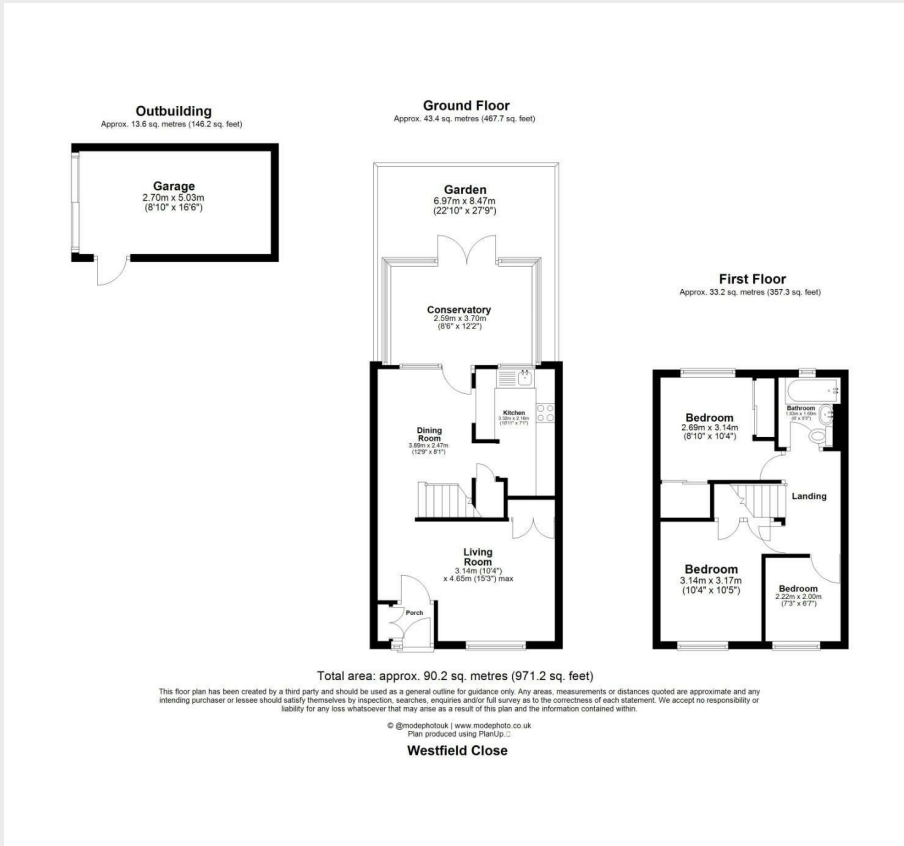 Outbuilding
Approx. 13.6 sq. metres (146.2 sq. feet)
Garage
2.70m x 5.03m
(8'10" x 16'6")
Ground Floor
Approx. 43.4 sq. metres (467.7 sq. feet)
Garden
6.97m x 8.47m
(22'10" x 27'9")
Conservatory
2.59m x 3.70m
(8'6" x 12'2")
Kitchen
3.32m x 2.16m
(10'11" x 7'1")
Dining
Room
3.89m x 2.47m
(12'9" x 8'1")
Living
Room
3.14m (10'4")
x 4.65m (15'3") max
Porch
First Floor
Approx. 33.2 sq. metres (357.3 sq. feet)
Bedroom
2.69m x 3.14m
(8'10" x 10'4")
Bathroom
Landing
Bedroom
3.14m x 3.17m
(10'4" x 10'5")
Bedroom
2.22m x 2.00m
(7'3" x 6'7")
Total area: approx. 90.2 sq. metres (971.2 sq. feet)
This floor plan has been created by a third party and should be used as a general outline for guidance only. Any areas, measurements or distances quoted are approximate and any
intending purchaser or lessee should satisfy themselves by inspection, searches, enquiries and/or full survey as to the correctness of each statement. We accept no responsibility or
liability for any loss whatsoever that may arise as a result of this plan and the information contained within.
© @modephotouk | www.modephoto.co.uk
Plan produced using PlanUp.
Westfield Close